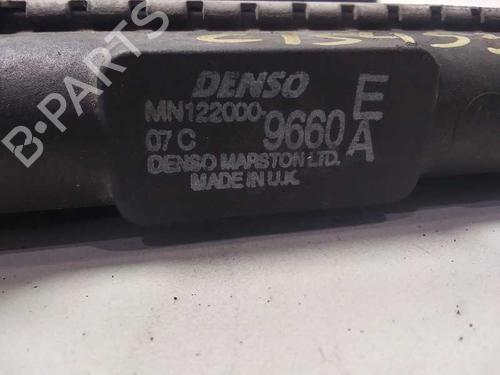 DENSO
MN122000-9660 E
07 C A
DENSO MARSTON LTD.
MADE IN U.K.
B-PARTS